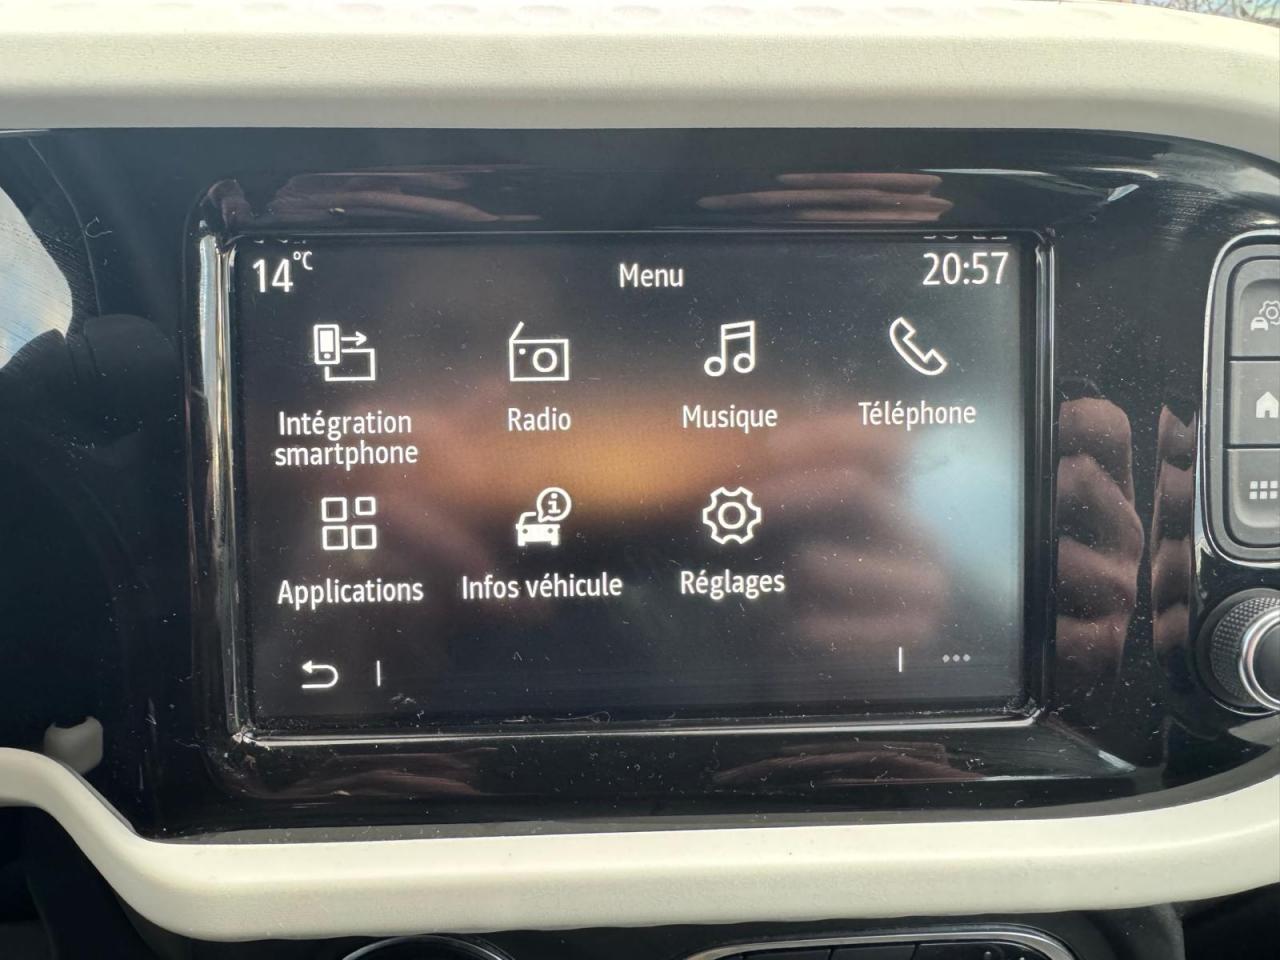 14°C
Menu
20:57
Intégration
smartphone
Radio
Musique
Téléphone
Applications
Infos véhicule
Réglages